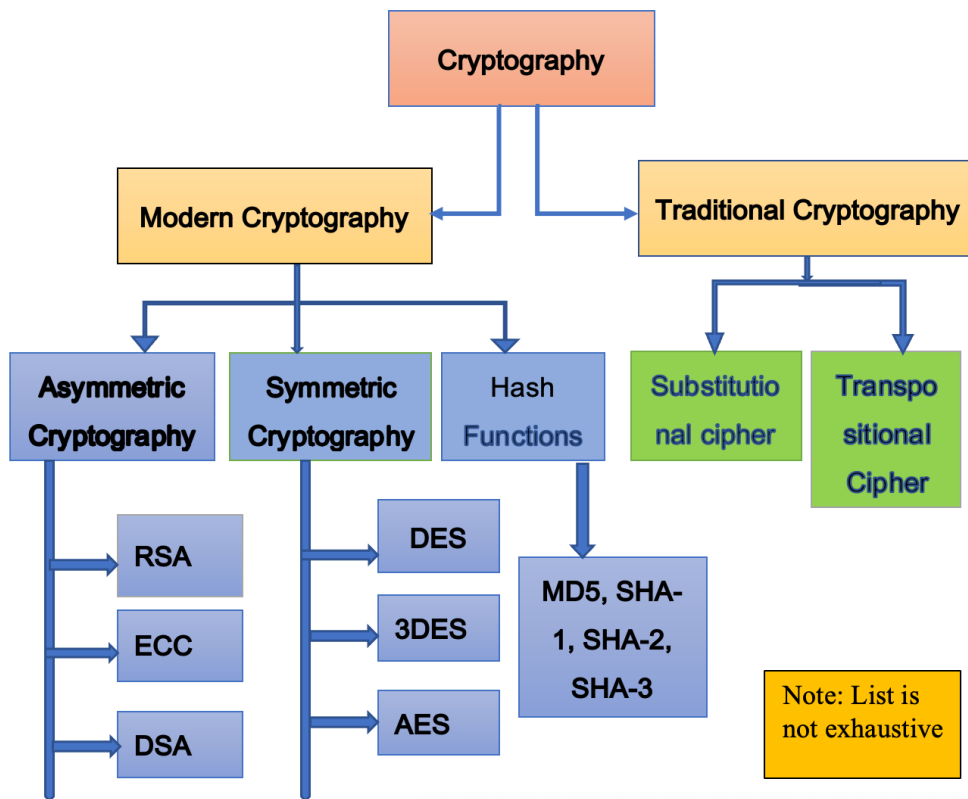 Cryptography
Modern Cryptography
Traditional Cryptography
Asymmetric
Cryptography
Symmetric
Cryptography
Hash
Functions
Substitutio
nal cipher
Transpo
sitional
Cipher
RSA
ECC
DSA
DES
3DES
AES
MD5, SHA-
1, SHA-2,
SHA-3
Note: List is
not exhaustive